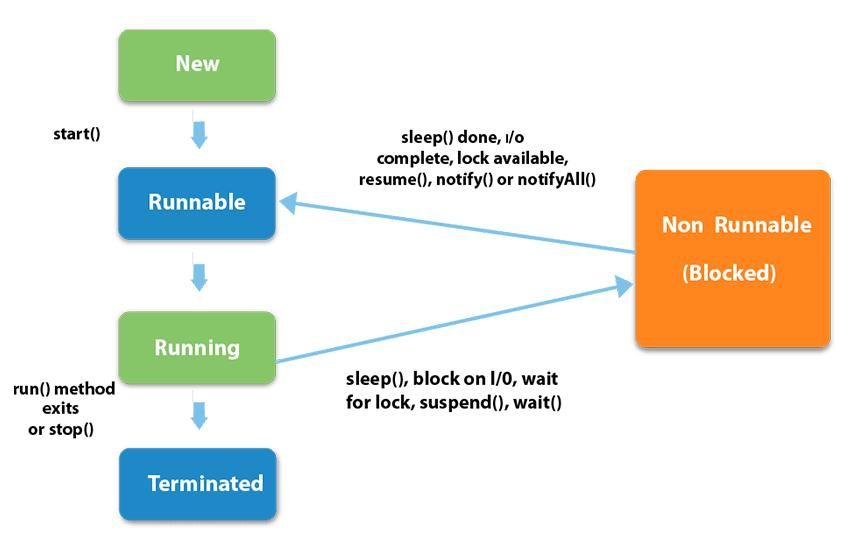 New
start()
sleep() done, I/o
complete, lock available,
resume(), notify() or notifyAll()
Runnable
Non Runnable
(Blocked)
Running
run() method
exits
or stop()
sleep(), block on I/0, wait
for lock, suspend(), wait()
Terminated